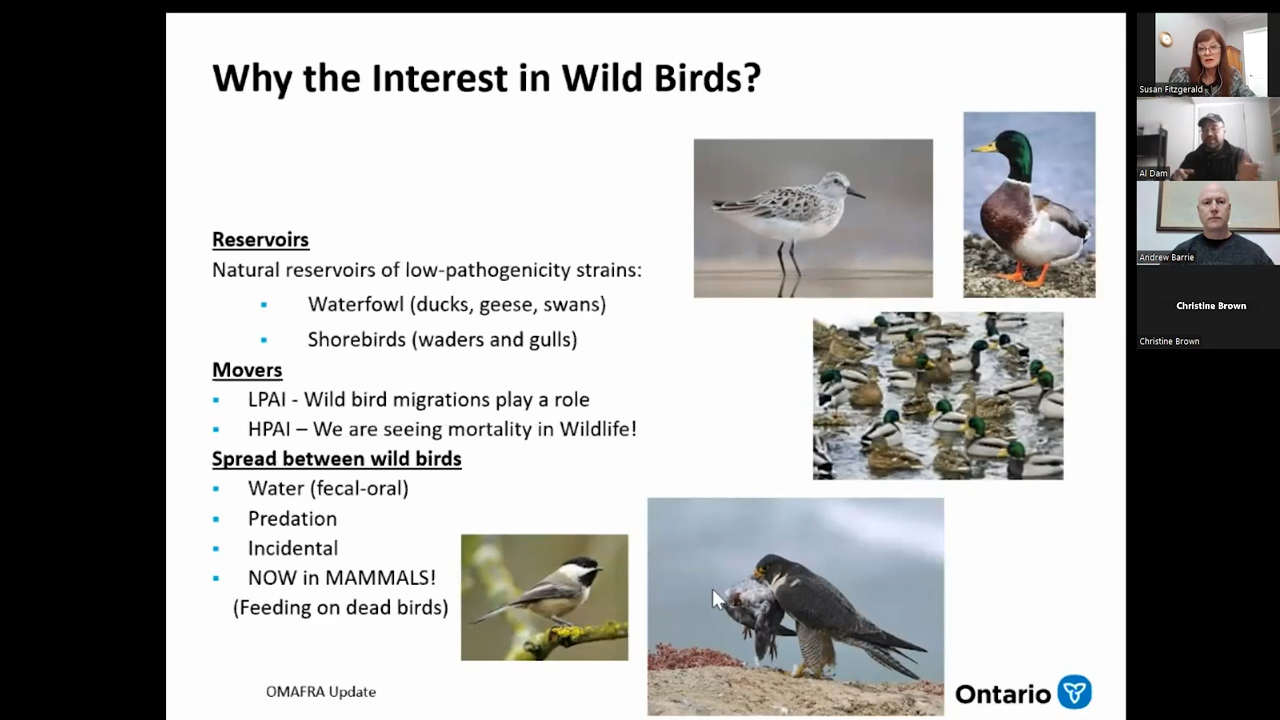 Why the Interest in Wild Birds?
Reservoirs
Natural reservoirs of low-pathogenicity strains:
▪ Waterfowl (ducks, geese, swans)
▪ Shorebirds (waders and gulls)
Movers
▪ LPAI - Wild bird migrations play a role
▪ HPAI – We are seeing mortality in Wildlife!
Spread between wild birds
▪ Water (fecal-oral)
▪ Predation
▪ Incidental
▪ NOW in MAMMALS!
(Feeding on dead birds)
OMAFRA Update
Ontario
Susan Fitzgerald
Al Dam
Andrew Barrie
Christine Brown
Christine Brown